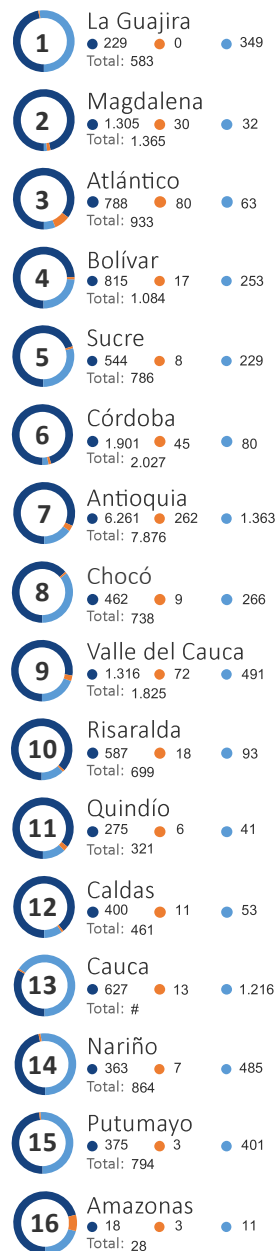 1
La Guajira
229 0 349
Total: 583
2
Magdalena
1.305 30 32
Total: 1.365
3
Atlántico
788 80 63
Total: 933
4
Bolívar
815 17 253
Total: 1.084
5
Sucre
544 8 229
Total: 786
6
Córdoba
1.901 45 80
Total: 2.027
7
Antioquia
6.261 262 1.363
Total: 7.876
8
Chocó
462 9 266
Total: 738
9
Valle del Cauca
1.316 72 491
Total: 1.825
10
Risaralda
587 18 93
Total: 699
11
Quindío
275 6 41
Total: 321
12
Caldas
400 11 53
Total: 461
13
Cauca
627 13 1.216
Total: #
14
Nariño
363 7 485
Total: 864
15
Putumayo
375 3 401
Total: 794
16
Amazonas
18 3 11
Total: 28